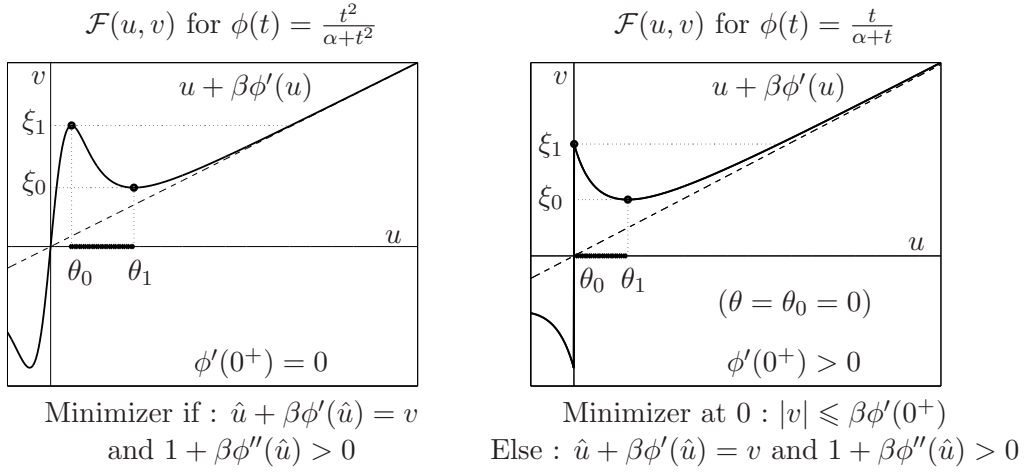 𝓕(u, v) for ϕ(t) = t²/(α+t²)
v
u + βϕ′(u)
ξ₁
ξ₀
u
θ₀ θ₁
ϕ′(0⁺) = 0
Minimizer if : û + βϕ′(û) = v
and 1 + βϕ″(û) > 0
𝓕(u, v) for ϕ(t) = t/(α+t)
v
u + βϕ′(u)
ξ₁
ξ₀
u
θ₀ θ₁
(θ = θ₀ = 0)
ϕ′(0⁺) > 0
Minimizer at 0 : |v| ⩽ βϕ′(0⁺)
Else : û + βϕ′(û) = v and 1 + βϕ″(û) > 0